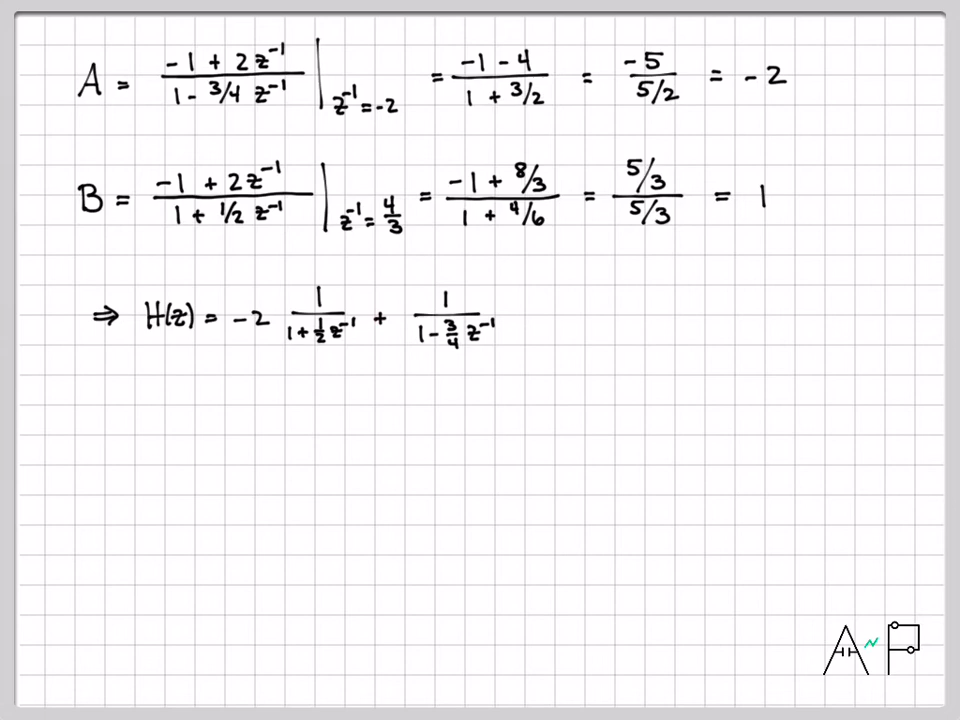 A = (-1 + 2z⁻¹)/(1 - 3/4 z⁻¹) |z⁻¹ = -2 = (-1 - 4)/(1 + 3/2) = -5/(5/2) = -2
B = (-1 + 2z⁻¹)/(1 + 1/2 z⁻¹) |z⁻¹ = 4/3 = (-1 + 8/3)/(1 + 4/6) = (5/3)/(5/3) = 1
⇒ H(z) = -2 1/(1 + 1/2 z⁻¹) + 1/(1 - 3/4 z⁻¹)
A P